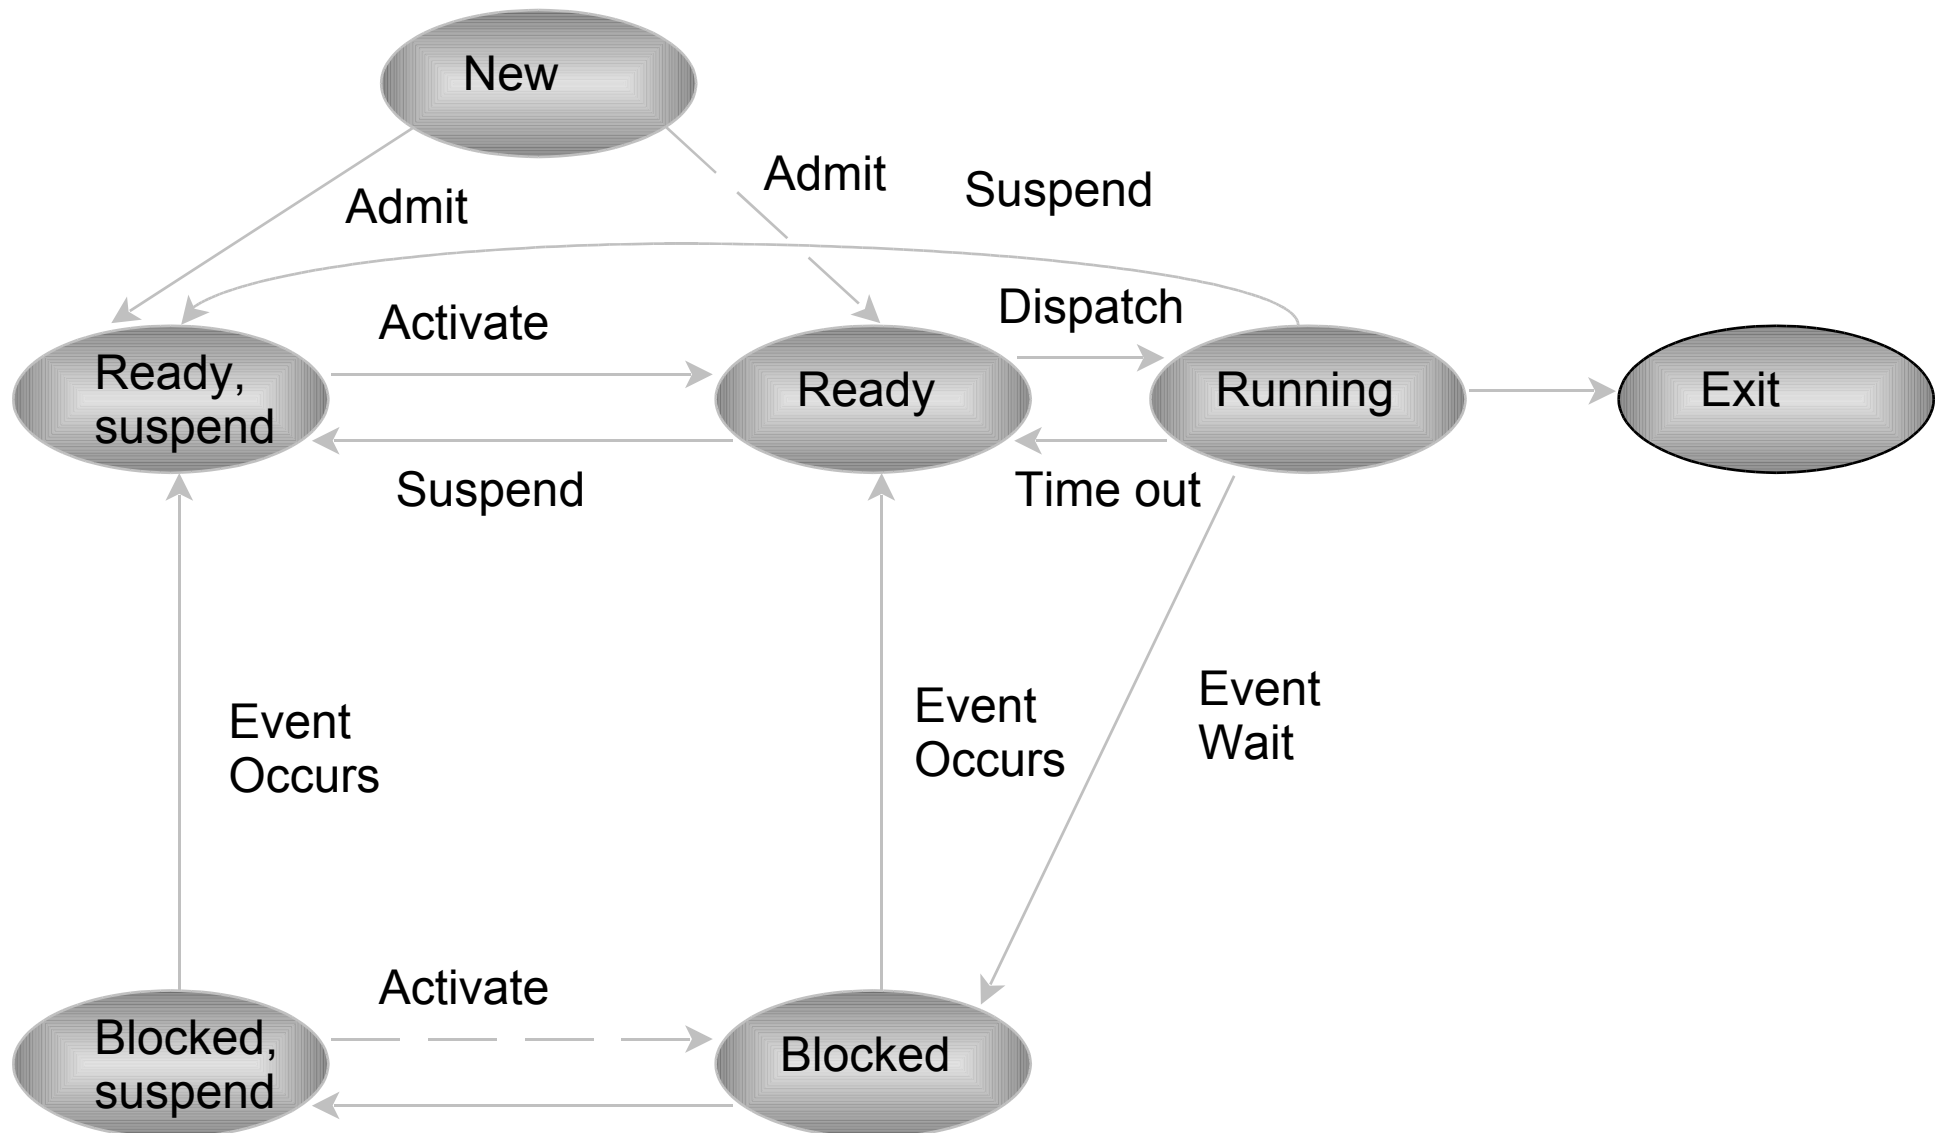 New
Admit
Admit
Suspend
Activate
Dispatch
Ready,
suspend
Ready
Running
Exit
Suspend
Time out
Event
Occurs
Event
Occurs
Event
Wait
Activate
Blocked,
suspend
Blocked